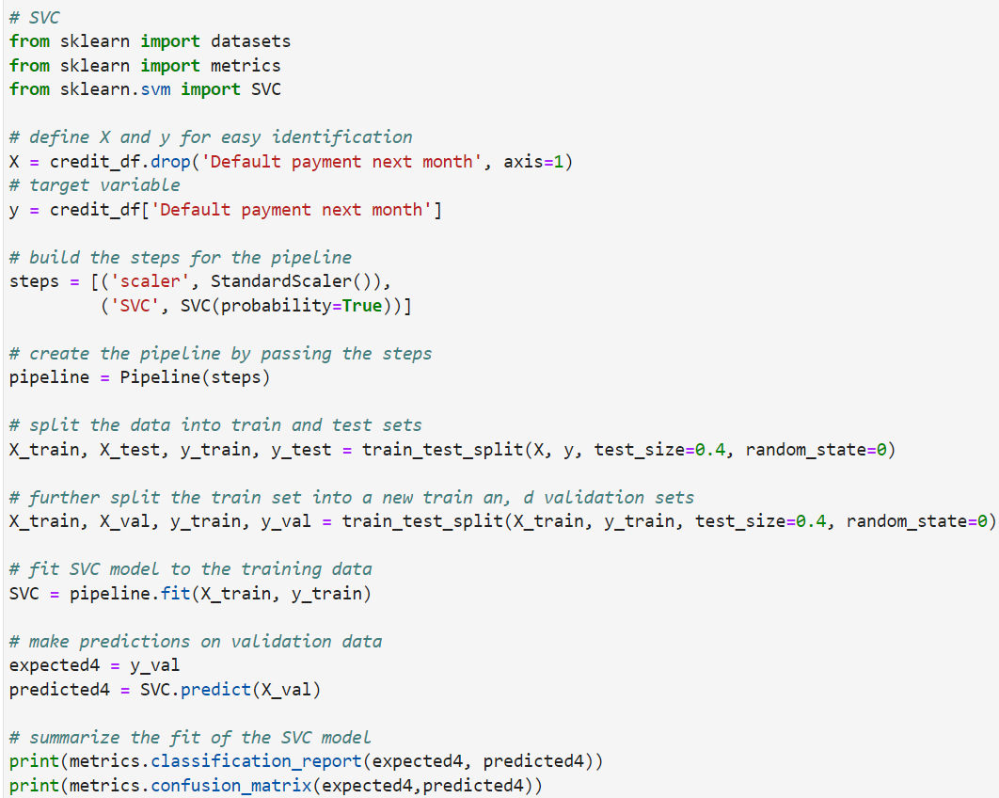 # SVC
from sklearn import datasets
from sklearn import metrics
from sklearn.svm import SVC

# define X and y for easy identification
X = credit_df.drop('Default payment next month', axis=1)
# target variable
y = credit_df['Default payment next month']

# build the steps for the pipeline
steps = [('scaler', StandardScaler()),
         ('SVC', SVC(probability=True))]

# create the pipeline by passing the steps
pipeline = Pipeline(steps)

# split the data into train and test sets
X_train, X_test, y_train, y_test = train_test_split(X, y, test_size=0.4, random_state=0)

# further split the train set into a new train an, d validation sets
X_train, X_val, y_train, y_val = train_test_split(X_train, y_train, test_size=0.4, random_state=0)

# fit SVC model to the training data
SVC = pipeline.fit(X_train, y_train)

# make predictions on validation data
expected4 = y_val
predicted4 = SVC.predict(X_val)

# summarize the fit of the SVC model
print(metrics.classification_report(expected4, predicted4))
print(metrics.confusion_matrix(expected4,predicted4))